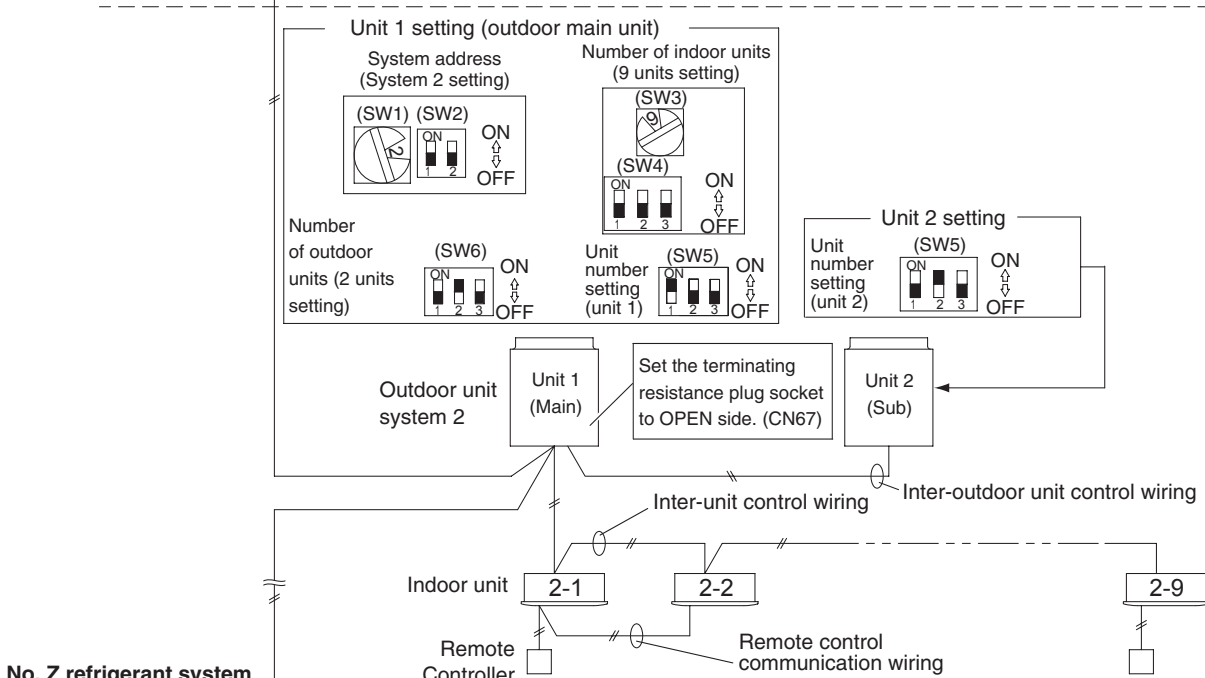 Unit 1 setting (outdoor main unit)
System address
(System 2 setting)
(SW1) (SW2)
2
ON
1 2
ON
OFF
Number of indoor units
(9 units setting)
(SW3)
9
(SW4)
ON
1 2 3
ON
OFF
Number
of outdoor
units (2 units
setting)
(SW6)
ON
1 2 3
ON
OFF
Unit
number
setting
(unit 1)
(SW5)
ON
1 2 3
ON
OFF
Unit 2 setting
Unit
number
setting
(unit 2)
(SW5)
ON
1 2 3
ON
OFF
Outdoor unit
system 2
Unit 1
(Main)
Set the terminating
resistance plug socket
to OPEN side. (CN67)
Unit 2
(Sub)
Inter-outdoor unit control wiring
Inter-unit control wiring
Indoor unit
2-1
2-2
2-9
Remote
Controller
Remote control
communication wiring
No. Z refrigerant system